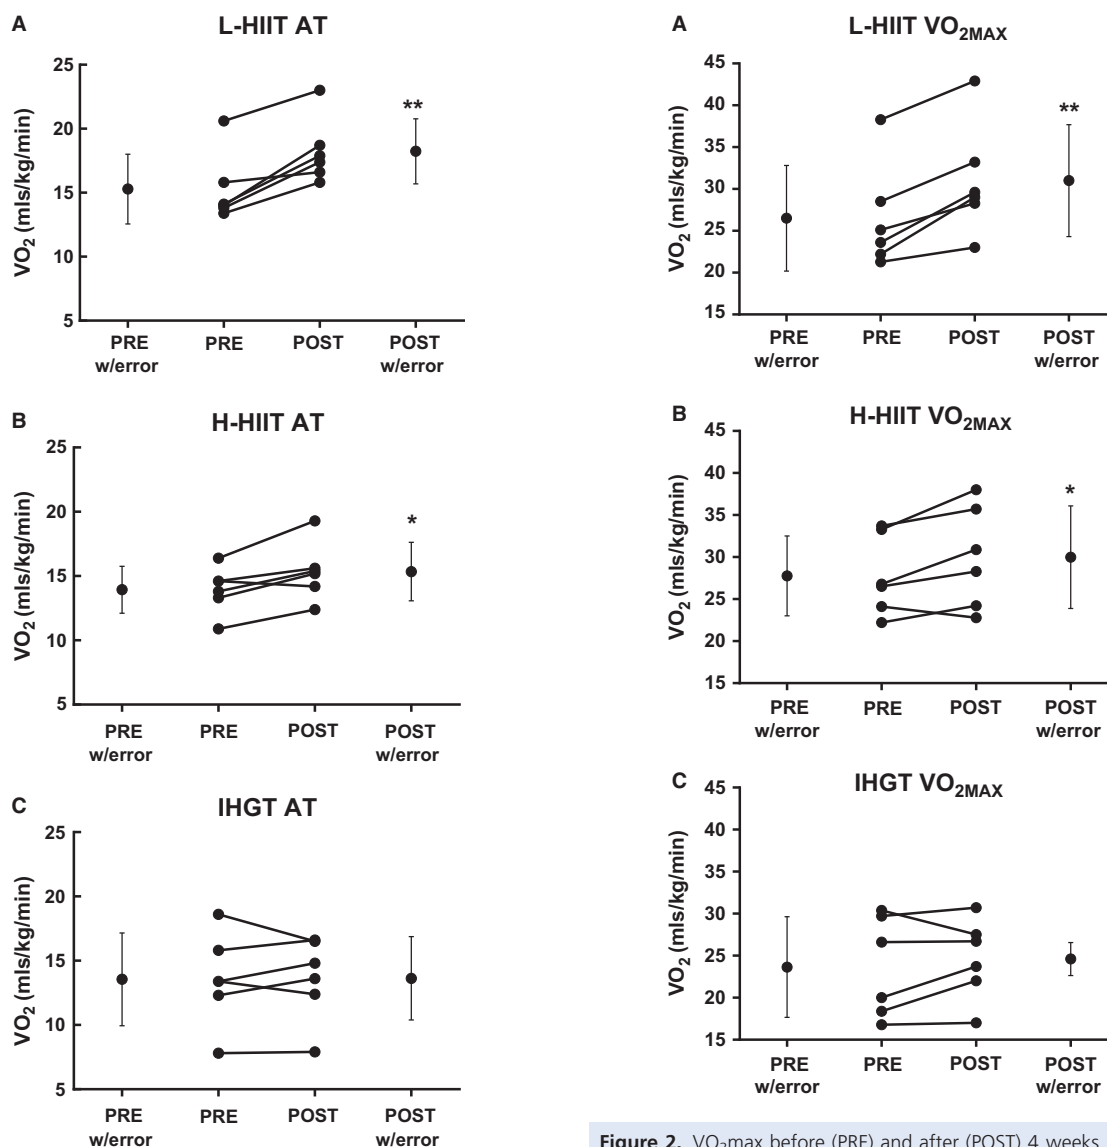 A
L-HIIT AT
VO2 (mls/kg/min)
25
20
15
10
5
**
PRE w/error
PRE
POST
POST w/error
B
H-HIIT AT
VO2 (mls/kg/min)
25
20
15
10
5
*
PRE w/error
PRE
POST
POST w/error
C
IHGT AT
VO2 (mls/kg/min)
25
20
15
10
5
PRE w/error
PRE
POST
POST w/error
A
L-HIIT VO2MAX
VO2 (mls/kg/min)
45
40
35
30
25
20
15
**
PRE w/error
PRE
POST
POST w/error
B
H-HIIT VO2MAX
VO2 (mls/kg/min)
45
40
35
30
25
20
15
*
PRE w/error
PRE
POST
POST w/error
C
IHGT VO2MAX
VO2 (mls/kg/min)
45
40
35
30
25
20
15
PRE w/error
PRE
POST
POST w/error
Figure 2. VO2max before (PRE) and after (POST) 4 weeks